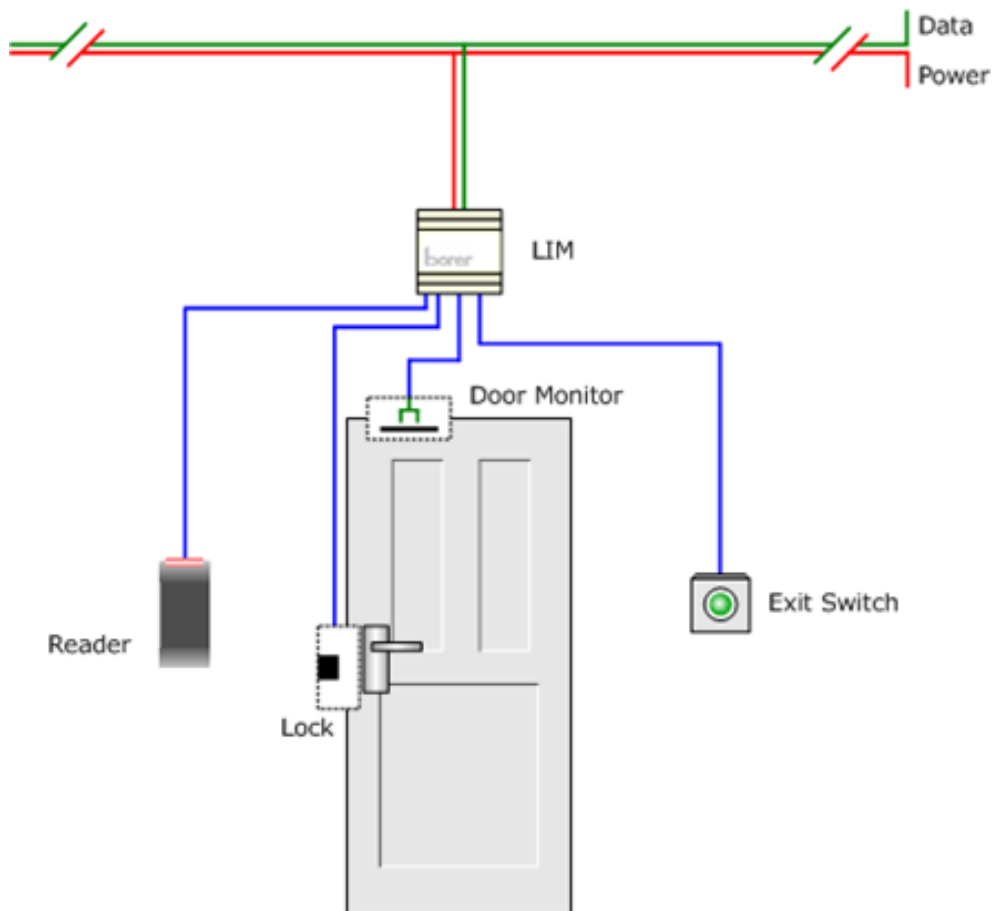 Data
Power
borer
LIM
Door Monitor
Reader
Exit Switch
Lock